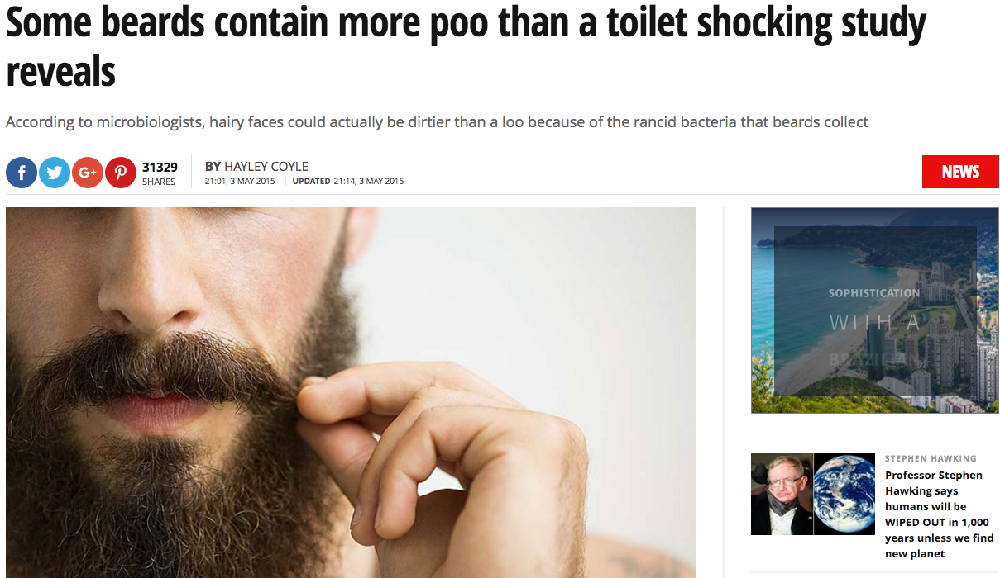 Some beards contain more poo than a toilet shocking study
reveals
According to microbiologists, hairy faces could actually be dirtier than a loo because of the rancid bacteria that beards collect
31329
SHARES
BY HAYLEY COYLE
21:01, 3 MAY 2015 UPDATED 21:14, 3 MAY 2015
NEWS
SOPHISTICATION
WITH A
STEPHEN HAWKING
Professor Stephen
Hawking says
humans will be
WIPED OUT in 1,000
years unless we find
new planet